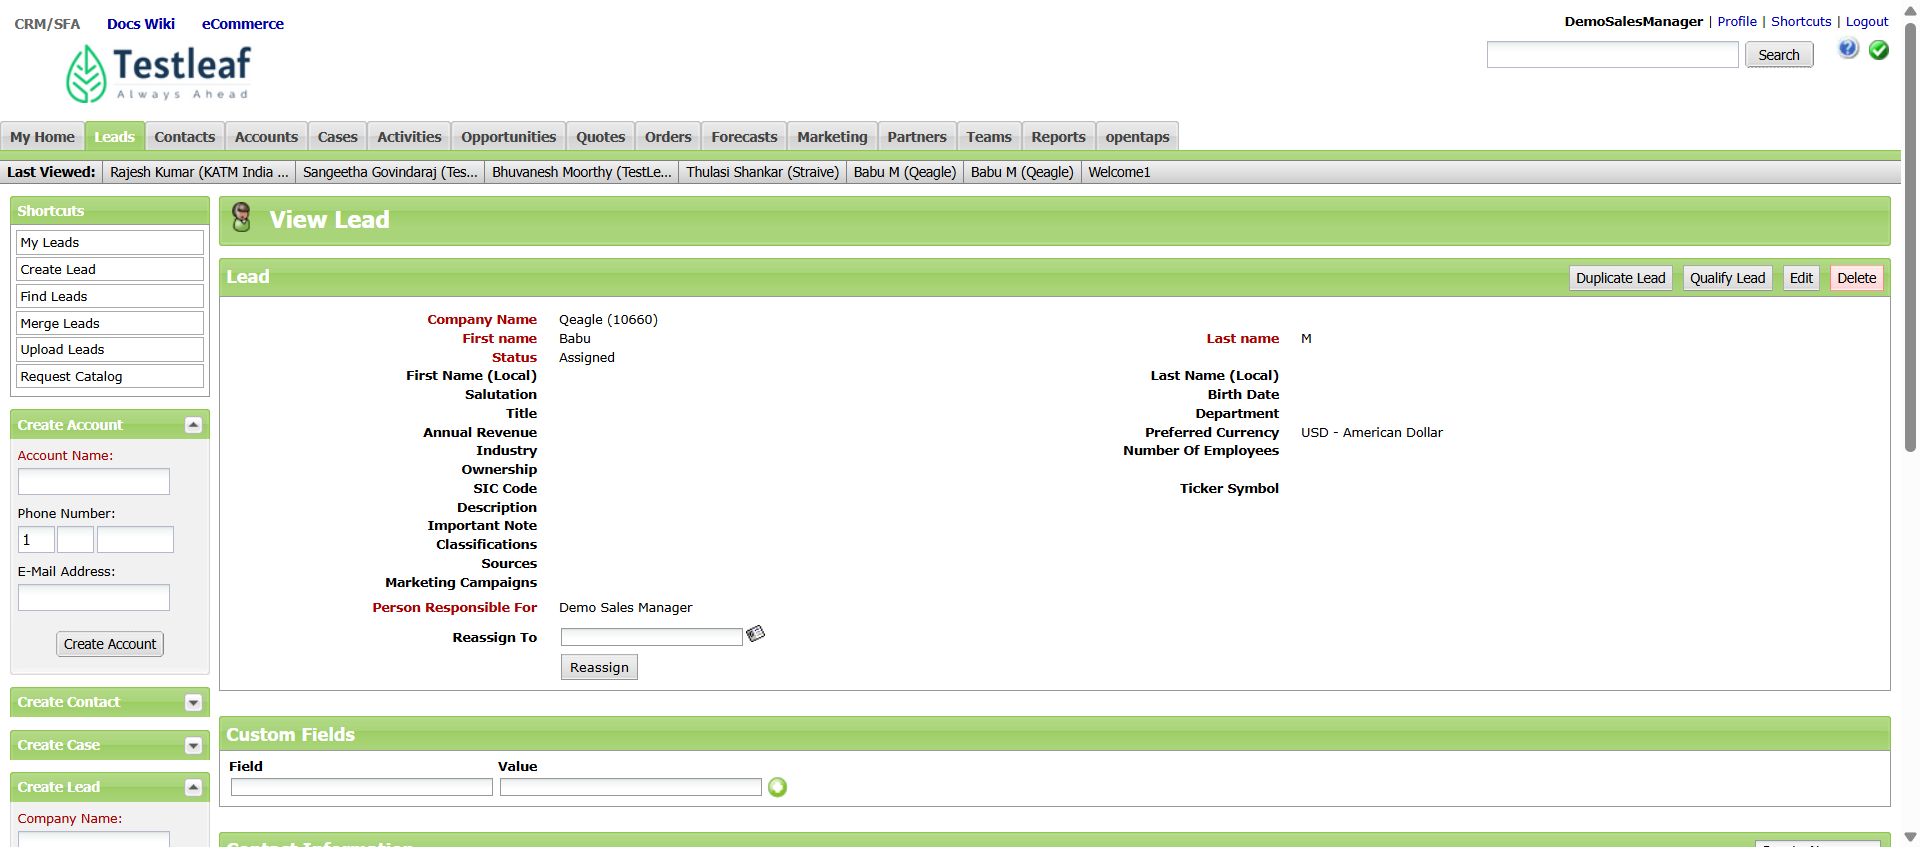 CRM/SFA Docs Wiki eCommerce
DemoSalesManager | Profile | Shortcuts | Logout
Testleaf
Always Ahead
Search
My Home Leads Contacts Accounts Cases Activities Opportunities Quotes Orders Forecasts Marketing Partners Teams Reports opentaps
Last Viewed: Rajesh Kumar (KATM India ... Sangeetha Govindaraj (Tes... Bhuvanesh Moorthy (TestLe... Thulasi Shankar (Straive) Babu M (Qeagle) Babu M (Qeagle) Welcome1
Shortcuts
My Leads
Create Lead
Find Leads
Merge Leads
Upload Leads
Request Catalog
Create Account
Account Name:
Phone Number:
1
E-Mail Address:
Create Account
Create Contact
Create Case
Create Lead
Company Name:
View Lead
Lead
Duplicate Lead Qualify Lead Edit Delete
Company Name Qeagle (10660)
First name Babu Last name M
Status Assigned
First Name (Local) Last Name (Local)
Salutation Birth Date
Title Department
Annual Revenue Preferred Currency USD - American Dollar
Industry Number Of Employees
Ownership
SIC Code Ticker Symbol
Description
Important Note
Classifications
Sources
Marketing Campaigns
Person Responsible For Demo Sales Manager
Reassign To
Reassign
Custom Fields
Field Value
Contact Information